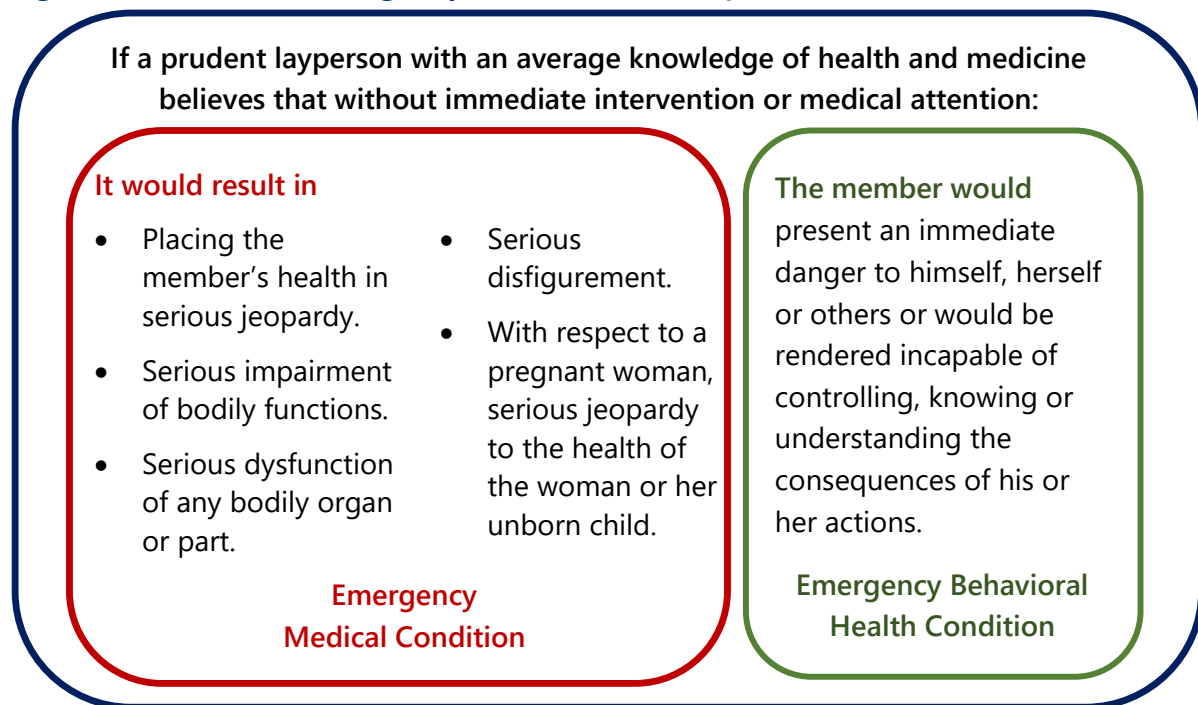 If a prudent layperson with an average knowledge of health and medicine
believes that without immediate intervention or medical attention:
It would result in
• Placing the
member’s health in
serious jeopardy.
• Serious impairment
of bodily functions.
• Serious dysfunction
of any bodily organ
or part.
• Serious
disfigurement.
• With respect to a
pregnant woman,
serious jeopardy
to the health of
the woman or her
unborn child.
Emergency
Medical Condition
The member would
present an immediate
danger to himself, herself
or others or would be
rendered incapable of
controlling, knowing or
understanding the
consequences of his or
her actions.
Emergency Behavioral
Health Condition